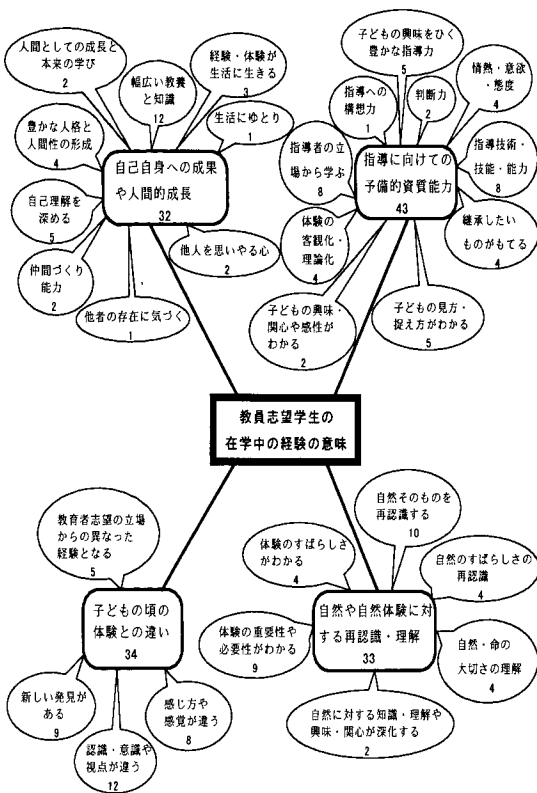 人間としての成長と
本来の学び
2
幅広い教養
と知識
12
経験・体験が
生活に生きる
3
生活にゆとり
1
豊かな人格と
人間性の形成
4
自己理解を
深める
5
仲間づくり
能力
2
他者の存在に気づく
1
他人を思いやる心
2
自己自身への成果
や人間的成長
32
子どもの興味をひく
豊かな指導力
5
指導への
構想力
1
判断力
2
情熱・意欲
・態度
4
指導者の立
場から学ぶ
8
指導技術・
技能・能力
8
体験の
客観化・
理論化
4
継承したい
ものがもてる
4
子どもの興味・
関心や感性が
わかる
2
子どもの見方・
捉え方がわかる
5
指導に向けての
予備的資質能力
43
教員志望学生の
在学中の経験の意味
教育者志望の立場
からの異なった
経験となる
5
子どもの頃の
体験との違い
34
新しい発見が
ある
9
認識・意識や
視点が違う
12
感じ方や
感覚が違う
8
自然そのものを
再認識する
10
体験のすばらしさ
がわかる
4
自然のすばらしさの
再認識
4
体験の重要性や
必要性がわかる
9
自然や自然体験に対
する再認識・理解
33
自然・命の
大切さの理解
4
自然に対する知識・理解や
興味・関心が深化する
2